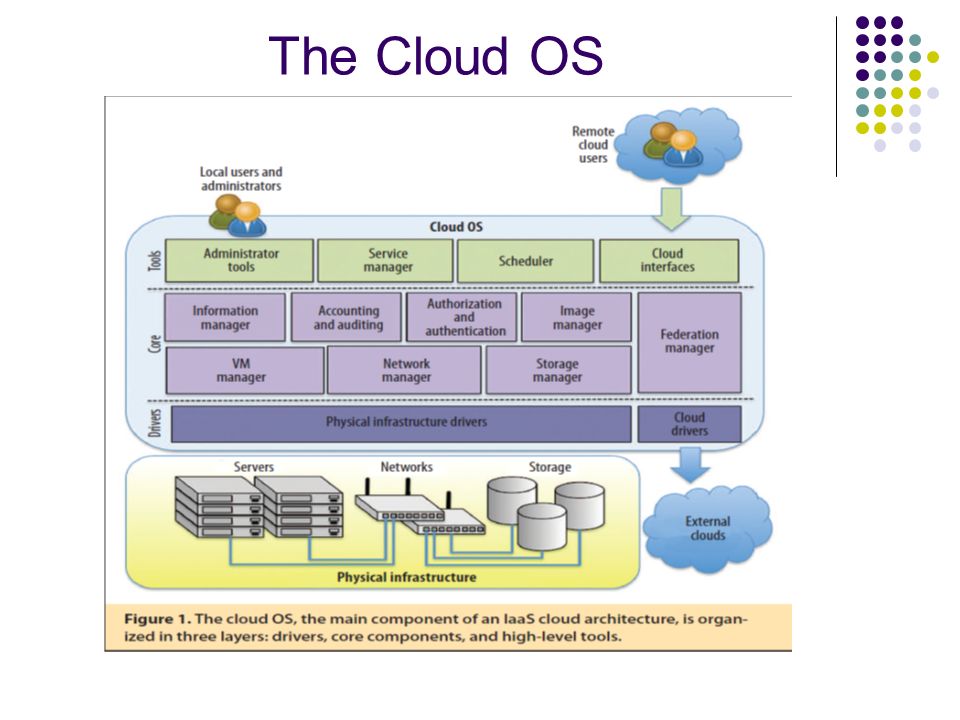 The Cloud OS
Remote
cloud
users
Local users and
administrators
Cloud OS
Tools
Administrator
tools
Service
manager
Scheduler
Cloud
interfaces
Core
Information
manager
Accounting
and auditing
Authorization
and
authentication
Image
manager
Federation
manager
VM
manager
Network
manager
Storage
manager
Drivers
Physical infrastructure drivers
Cloud
drivers
Servers
Networks
Storage
External
clouds
Physical infrastructure
Figure 1. The cloud OS, the main component of an IaaS cloud architecture, is organ-
ized in three layers: drivers, core components, and high-level tools.